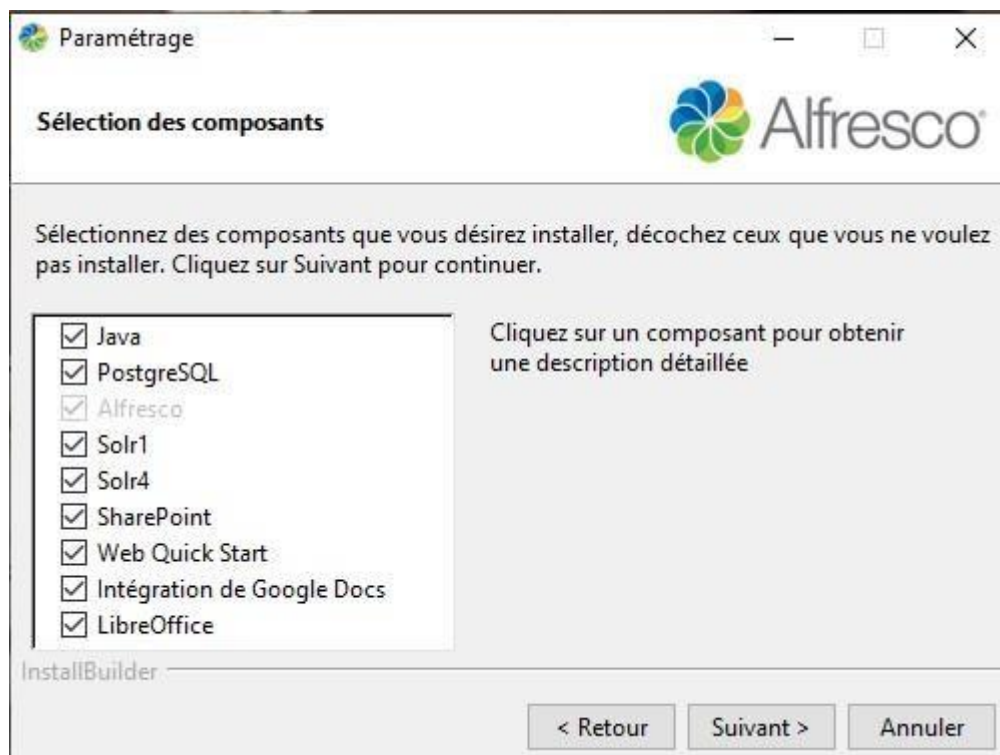 Paramétrage
Sélection des composants
Alfresco
Sélectionnez des composants que vous désirez installer, décochez ceux que vous ne voulez
pas installer. Cliquez sur Suivant pour continuer.
Java
PostgreSQL
Alfresco
Solr1
Solr4
SharePoint
Web Quick Start
Intégration de Google Docs
LibreOffice
Cliquez sur un composant pour obtenir
une description détaillée
InstallBuilder
< Retour
Suivant >
Annuler